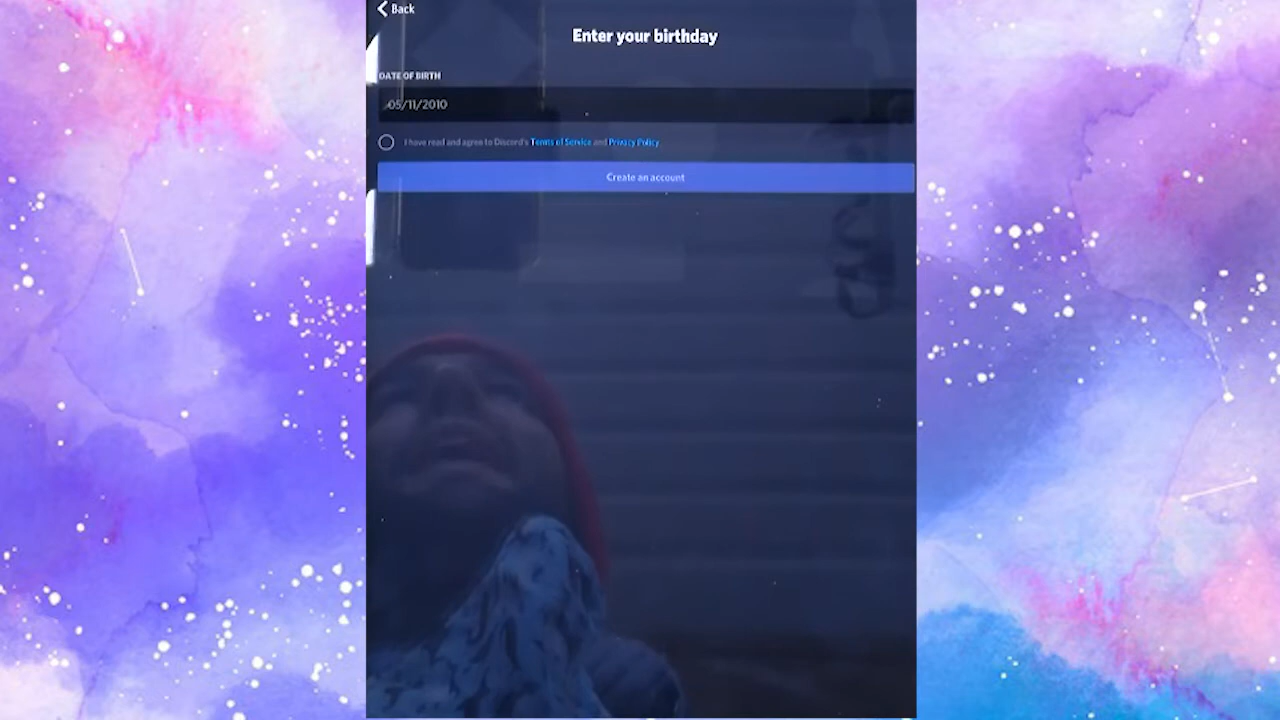 Back
Enter your birthday
DATE OF BIRTH
05/11/2010
I have read and agree to Discord's Terms of Service and Privacy Policy
Create an account